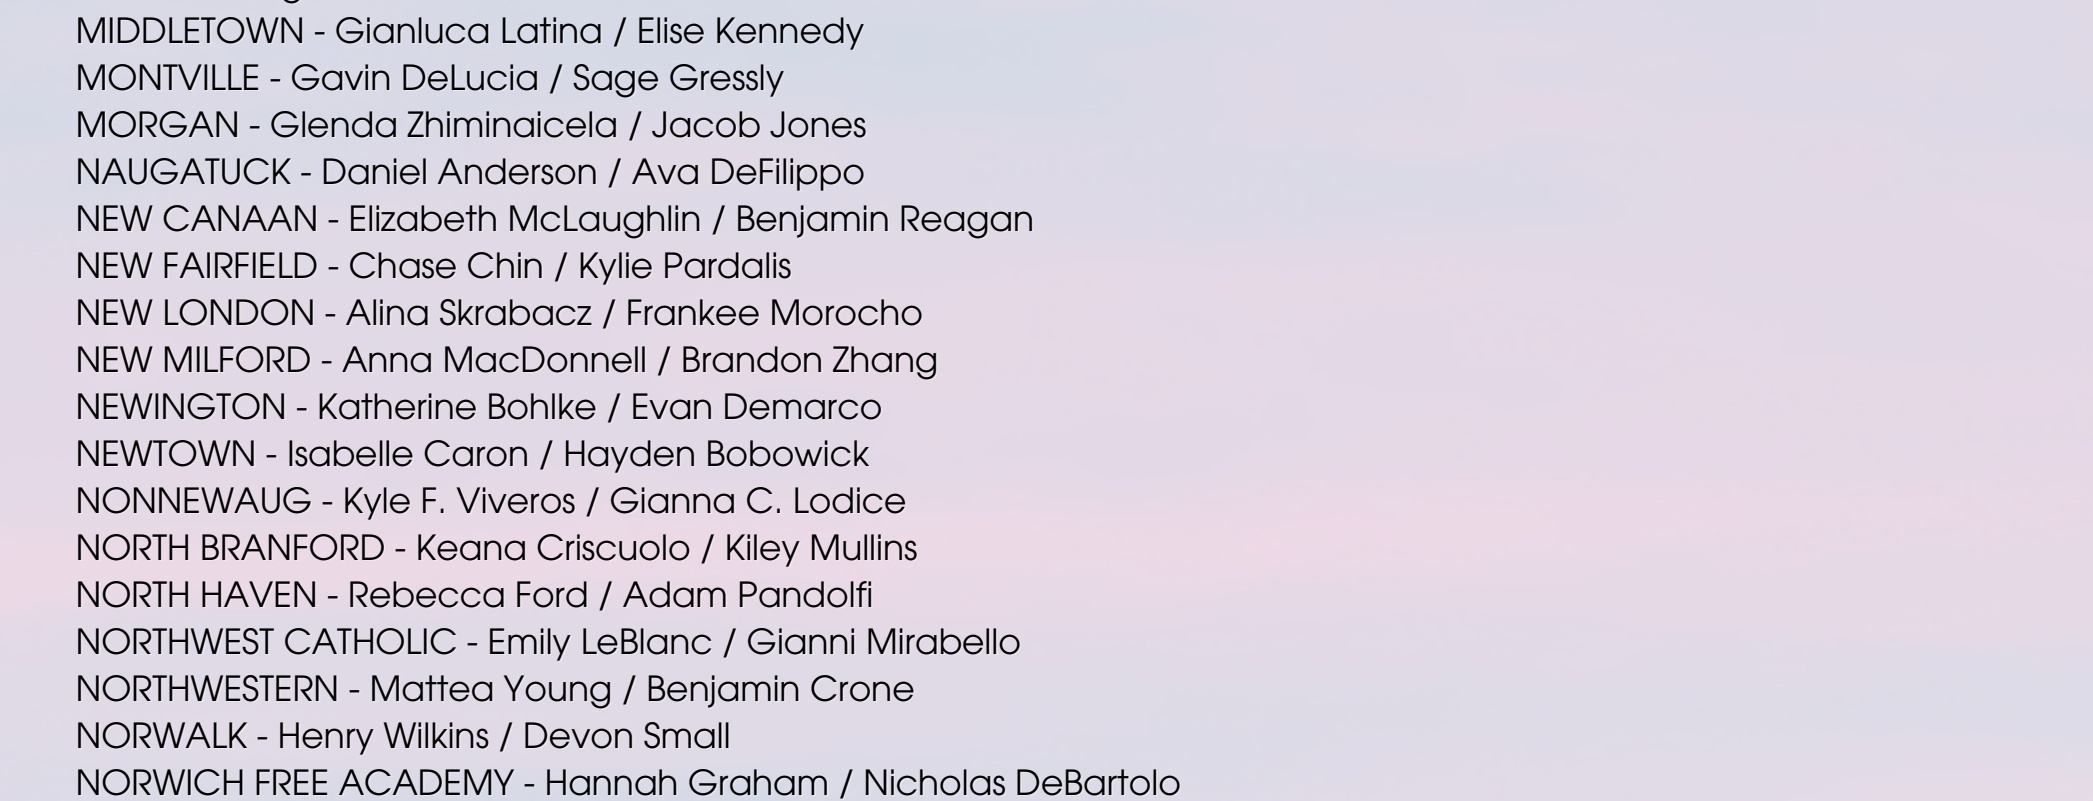 MIDDLETOWN - Gianluca Latina / Elise Kennedy
MONTVILLE - Gavin DeLucia / Sage Gressly
MORGAN - Glenda Zhiminaicela / Jacob Jones
NAUGATUCK - Daniel Anderson / Ava DeFilippo
NEW CANAAN - Elizabeth McLaughlin / Benjamin Reagan
NEW FAIRFIELD - Chase Chin / Kylie Pardalis
NEW LONDON - Alina Skrabacz / Frankee Morocho
NEW MILFORD - Anna MacDonnell / Brandon Zhang
NEWINGTON - Katherine Bohlke / Evan Demarco
NEWTOWN - Isabelle Caron / Hayden Bobowick
NONNEWAUG - Kyle F. Viveros / Gianna C. Lodice
NORTH BRANFORD - Keana Criscuolo / Kiley Mullins
NORTH HAVEN - Rebecca Ford / Adam Pandolfi
NORTHWEST CATHOLIC - Emily LeBlanc / Gianni Mirabello
NORTHWESTERN - Mattea Young / Benjamin Crone
NORWALK - Henry Wilkins / Devon Small
NORWICH FREE ACADEMY - Hannah Graham / Nicholas DeBartolo